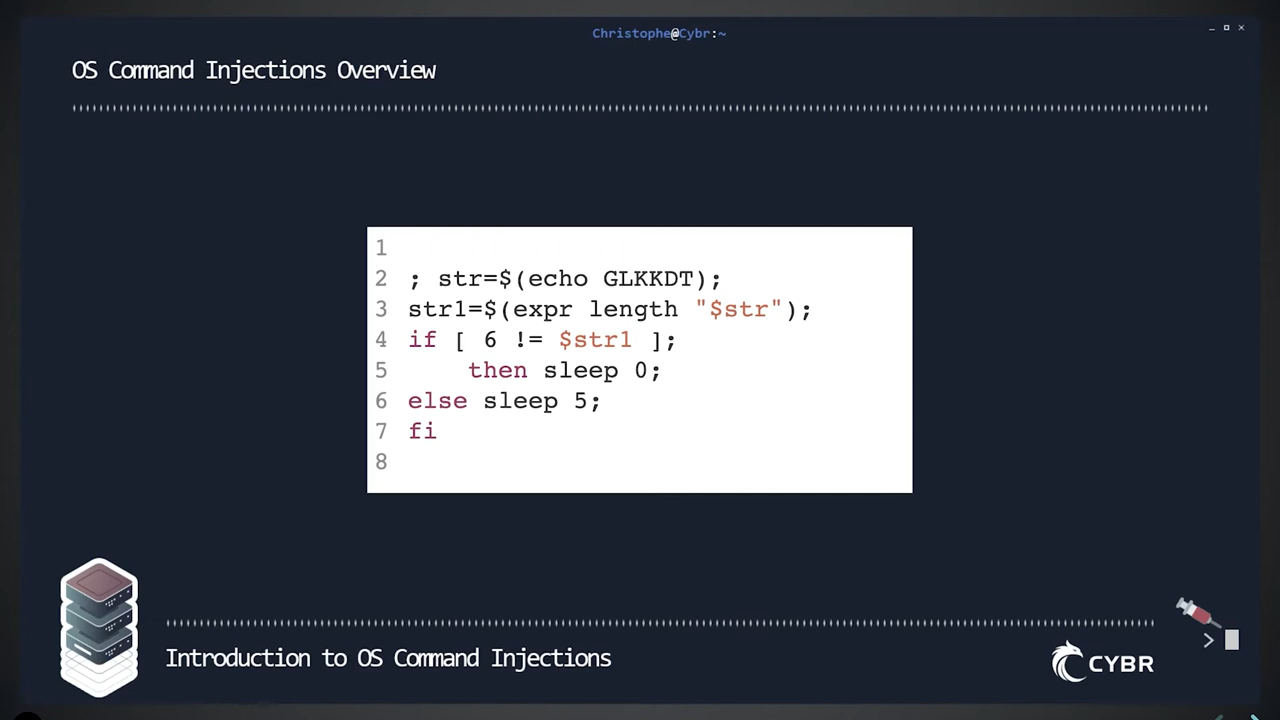 Christophe@Cybr:~
OS Command Injections Overview
1
2 ; str=$(echo GLKKDT);
3 str1=$(expr length "$str");
4 if [ 6 != $str1 ];
5 then sleep 0;
6 else sleep 5;
7 fi
8
>
Introduction to OS Command Injections
CYBR